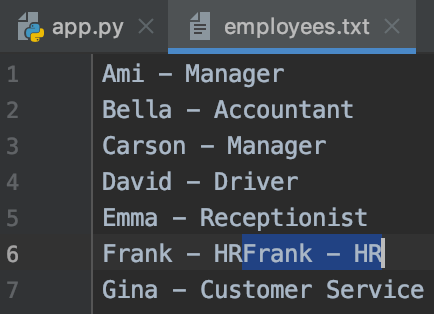 app.py employees.txt
1 Ami - Manager
2 Bella - Accountant
3 Carson - Manager
4 David - Driver
5 Emma - Receptionist
6 Frank - HRFrank - HR
7 Gina - Customer Service